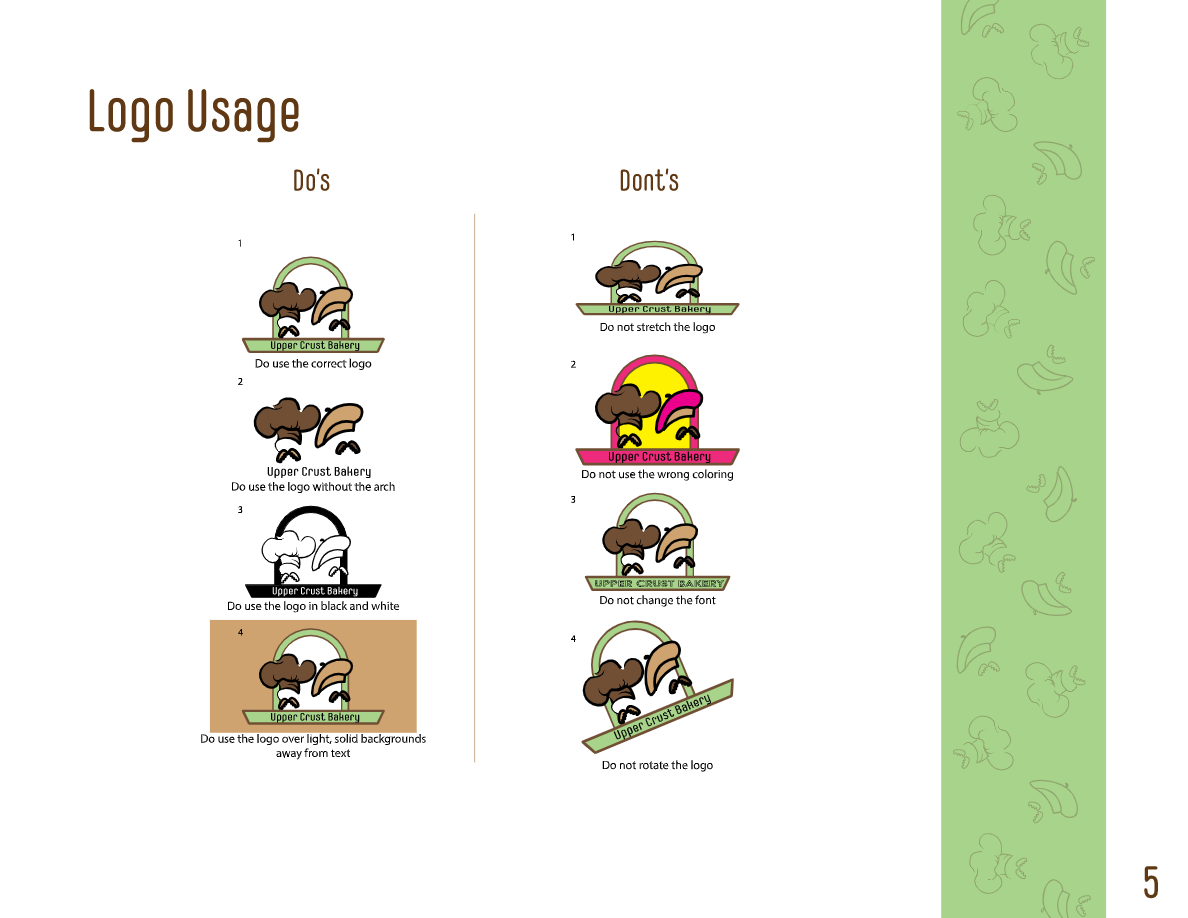 Logo Usage
Do's
1
Upper Crust Bakery
Do use the correct logo
2
Upper Crust Bakery
Do use the logo without the arch
3
Upper Crust Bakery
Do use the logo in black and white
4
Upper Crust Bakery
Do use the logo over light, solid backgrounds
away from text
Dont's
1
Upper Crust Bakery
Do not stretch the logo
2
Upper Crust Bakery
Do not use the wrong coloring
3
UPPER CRUST BAKERY
Do not change the font
4
Upper Crust Bakery
Do not rotate the logo
5